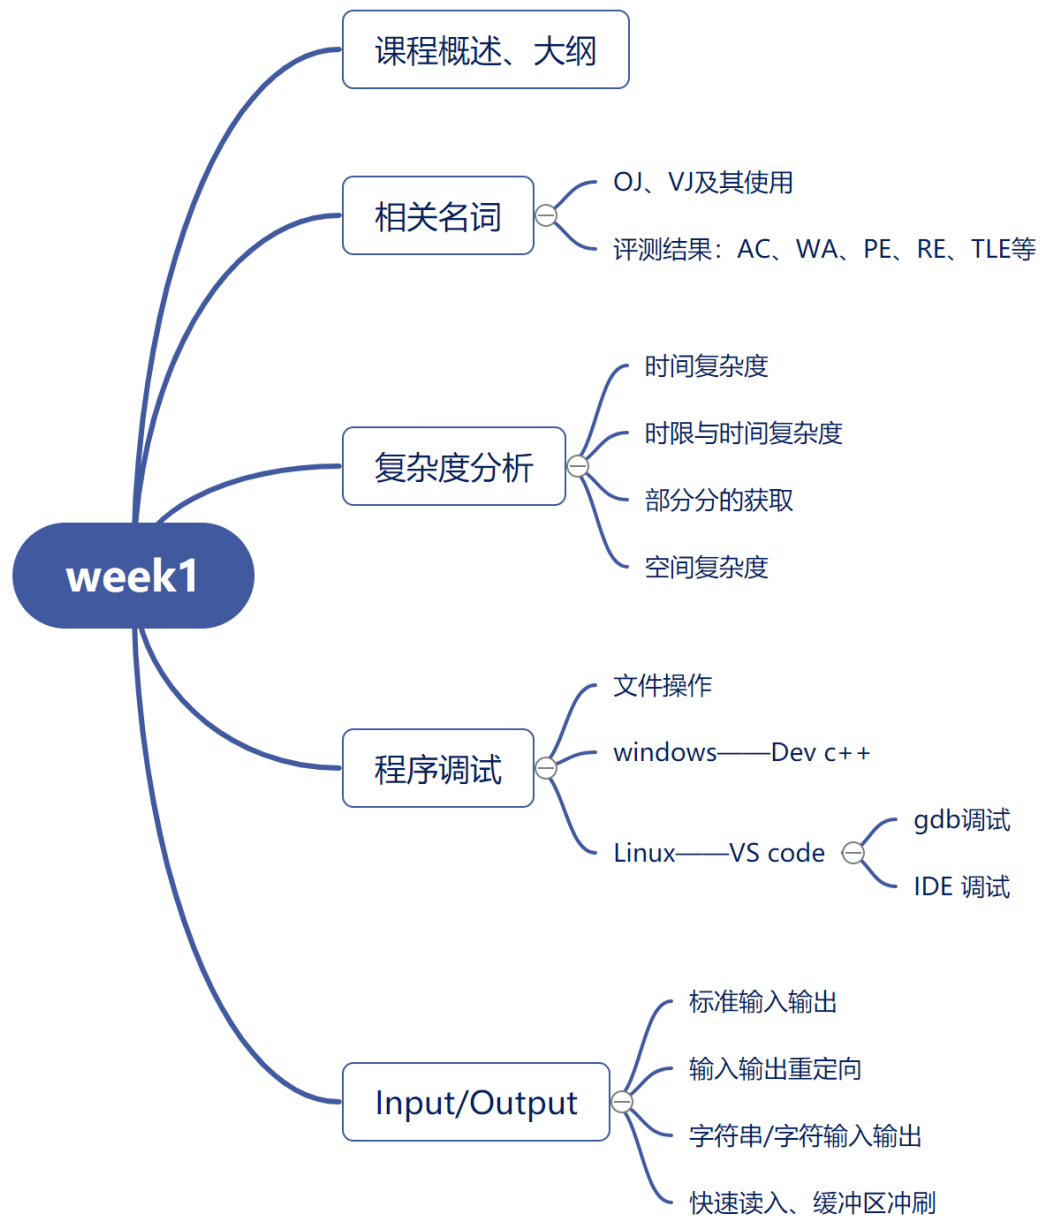 课程概述、大纲
相关名词
OJ、VJ及其使用
评测结果：AC、WA、PE、RE、TLE等
复杂度分析
时间复杂度
时限与时间复杂度
部分分的获取
空间复杂度
week1
程序调试
文件操作
windows——Dev c++
Linux——VS code
gdb调试
IDE 调试
Input/Output
标准输入输出
输入输出重定向
字符串/字符输入输出
快速读入、缓冲区冲刷